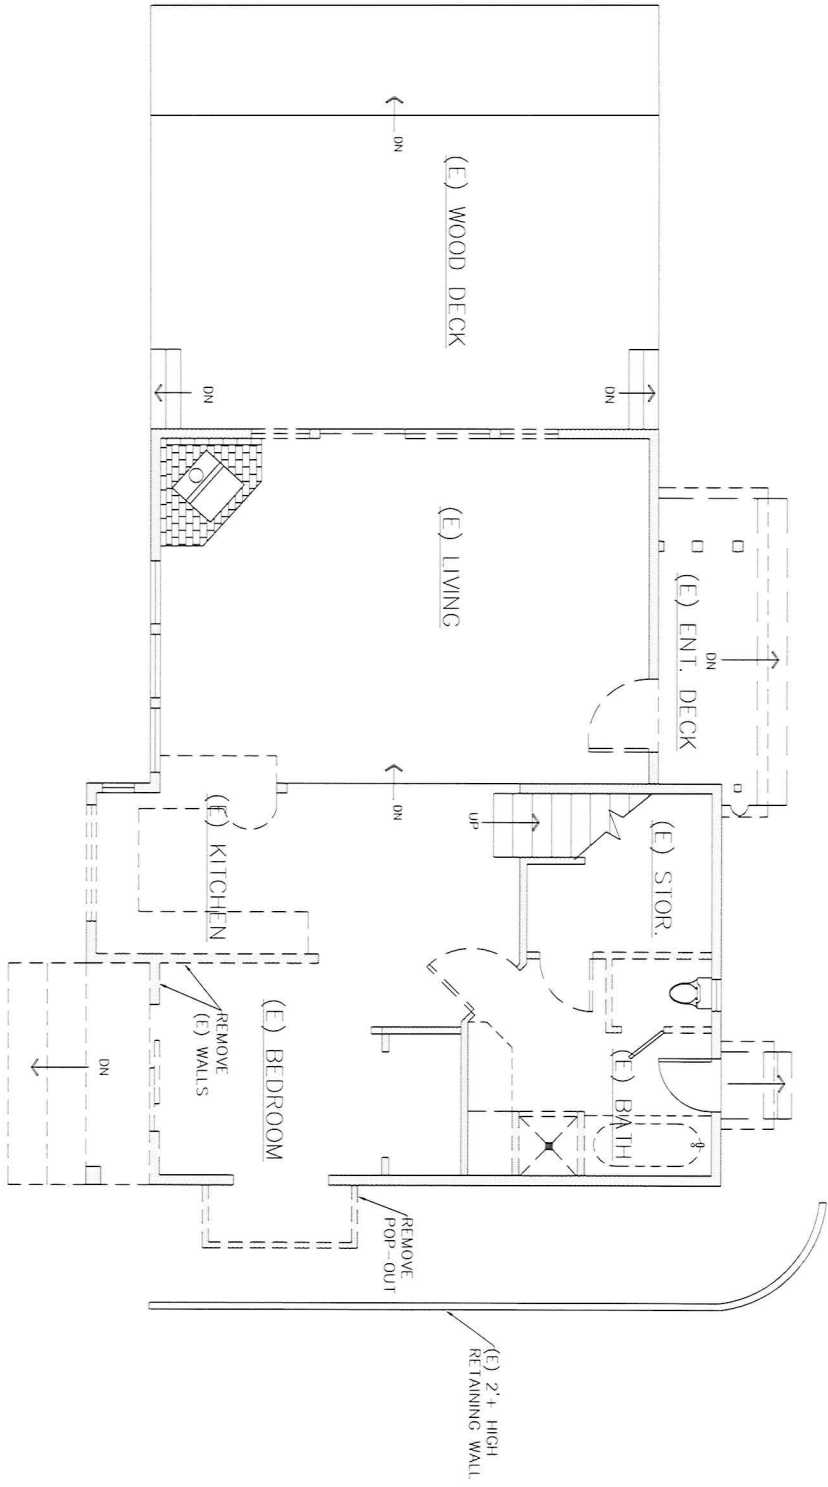 DN
(E) WOOD DECK
DN
DN
(E) LIVING
(E) ENT. DECK
DN
DN
UP
(E) KITCHEN
(E) STOR.
REMOVE
(E) WALLS
(E) BEDROOM
(E) BATH
DN
REMOVE
POP-OUT
(E) 2'+ HIGH
RETAINING WALL